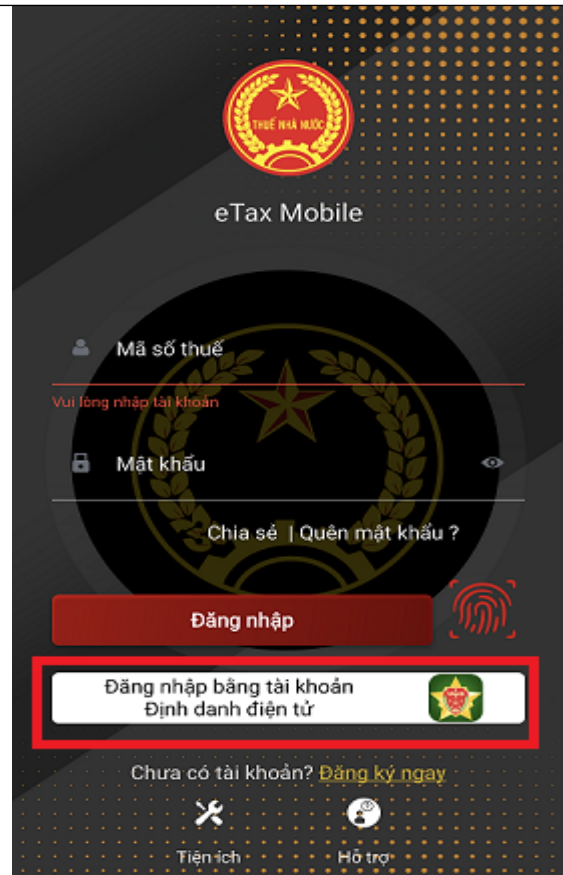 THUẾ NHÀ NƯỚC
eTax Mobile
Mã số thuế
Vui lòng nhập tài khoản
Mật khẩu
Chia sẻ | Quên mật khẩu ?
Đăng nhập
Đăng nhập bằng tài khoản
Định danh điện tử
Chưa có tài khoản? Đăng ký ngay
Tiện ích
Hỗ trợ